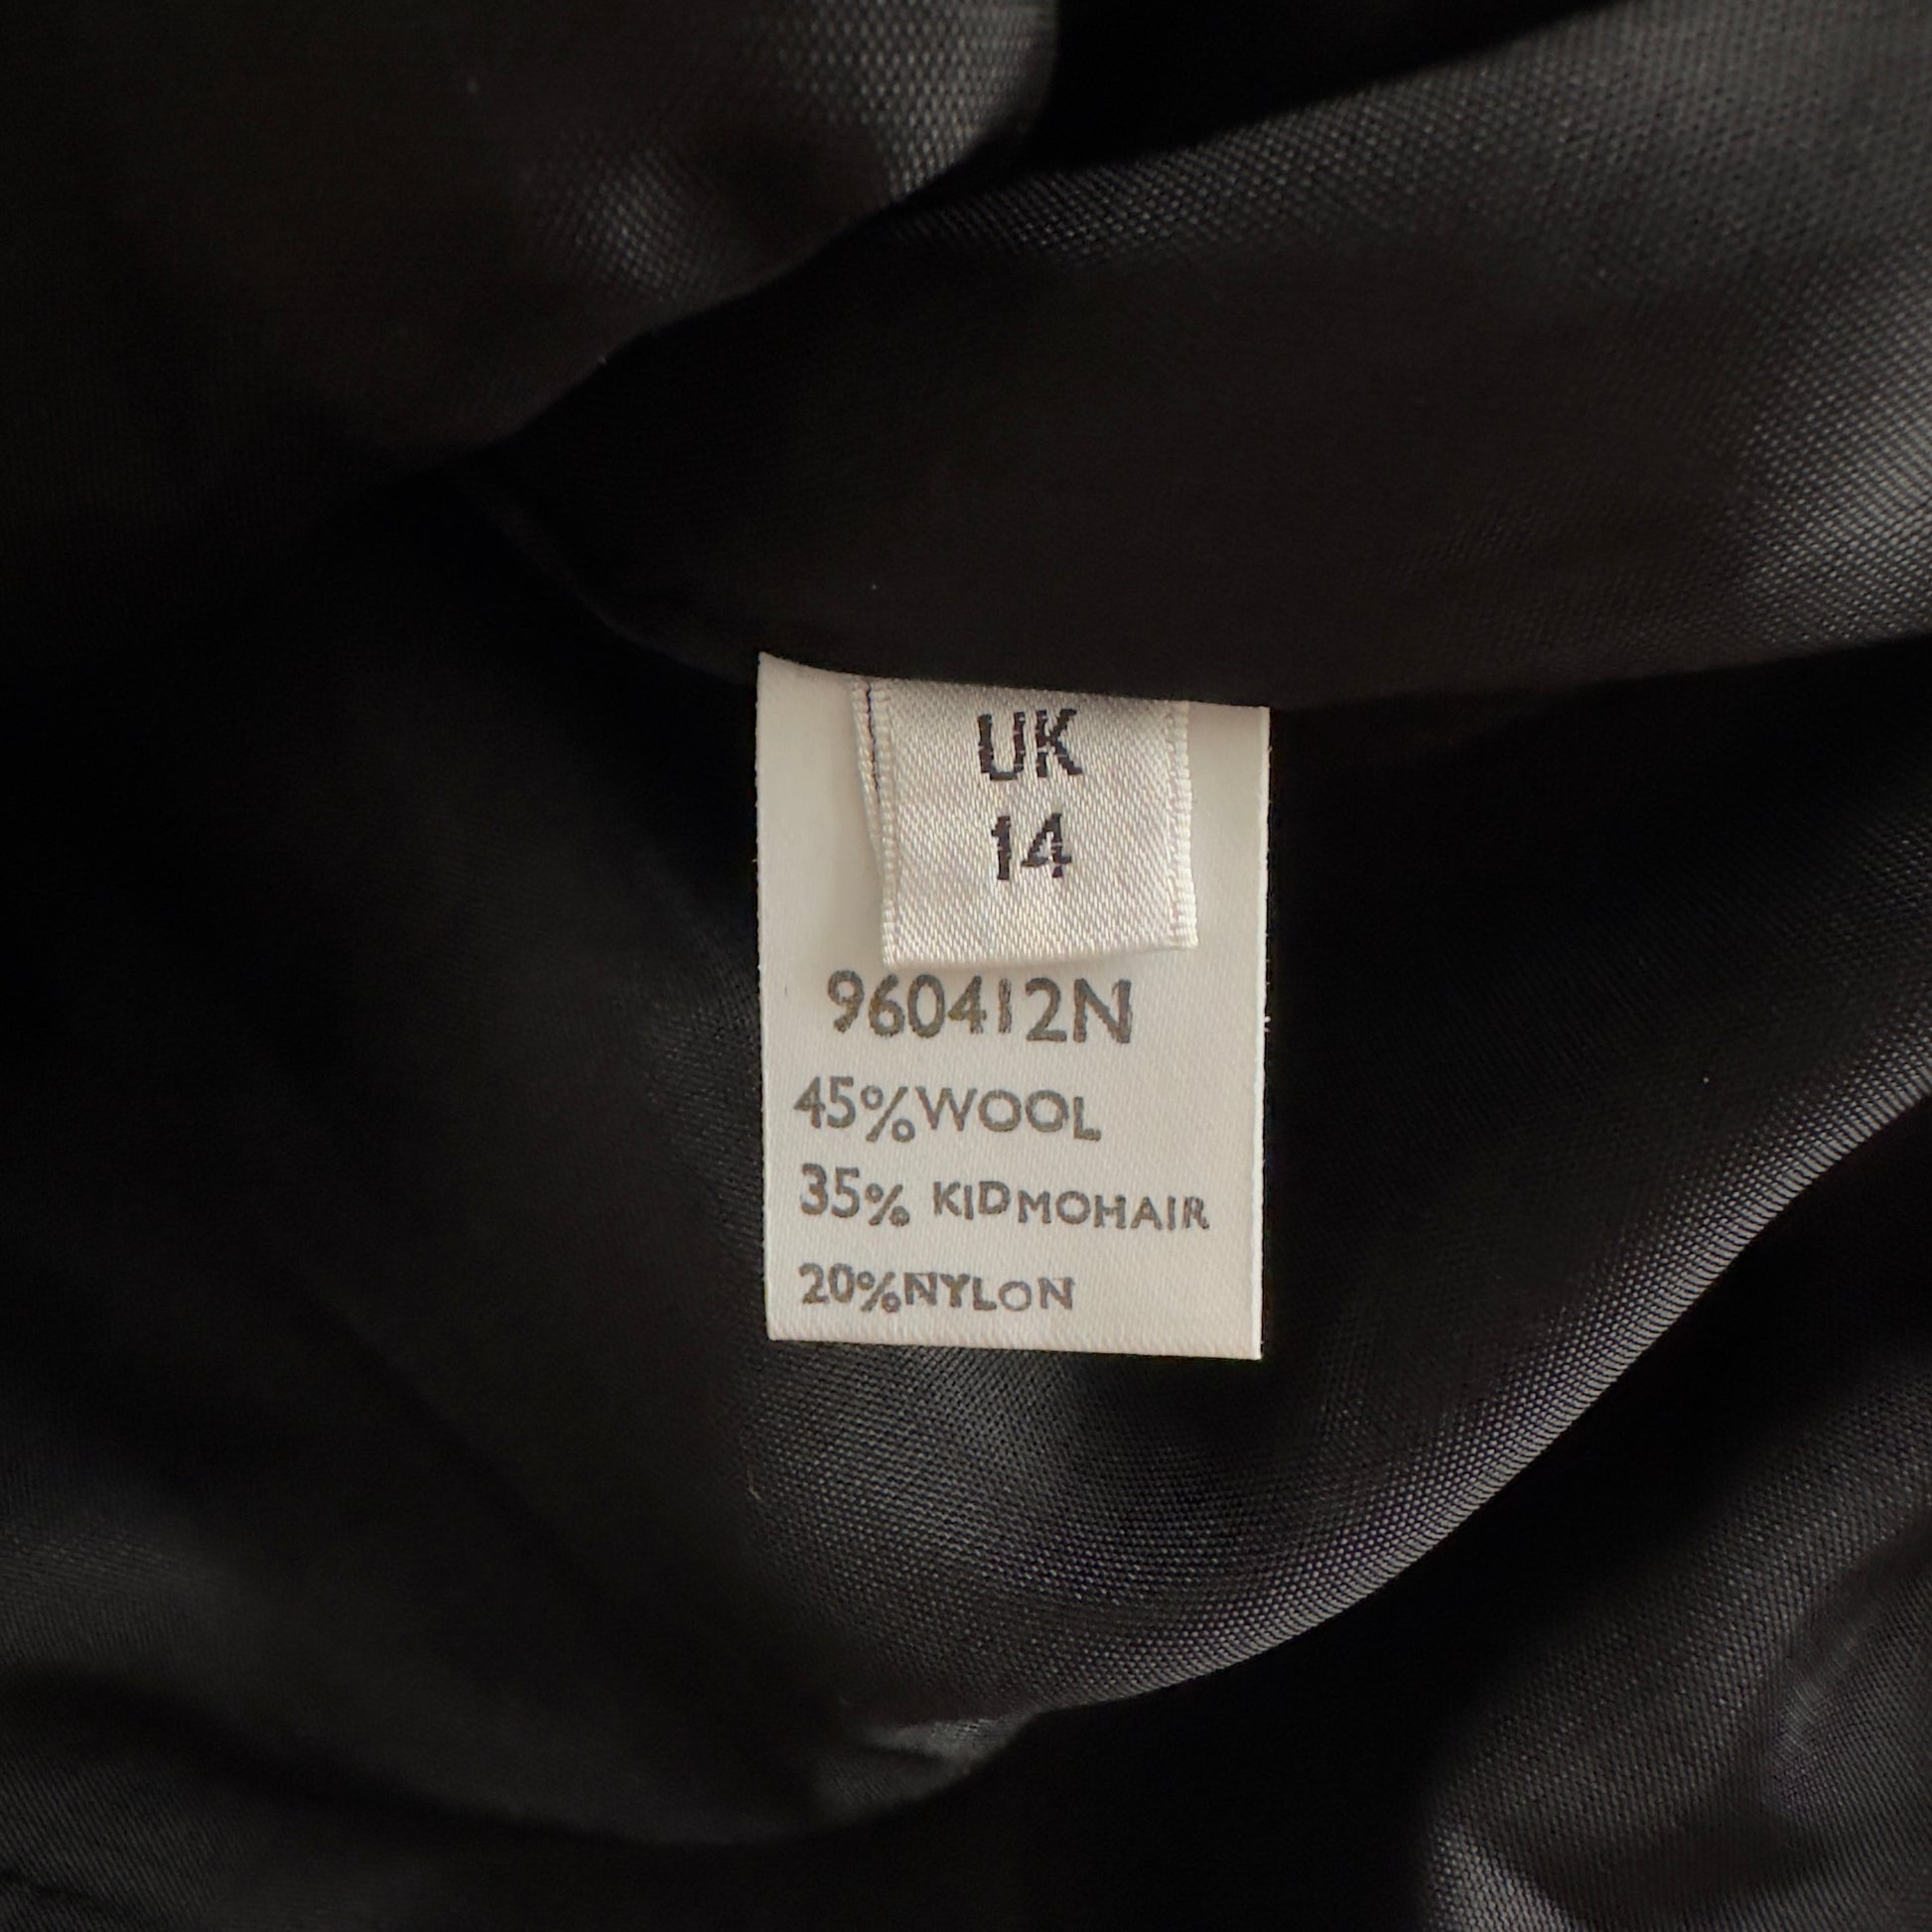 UK
14
960412N
45%WOOL
35% KIDMOHAIR
20%NYLON